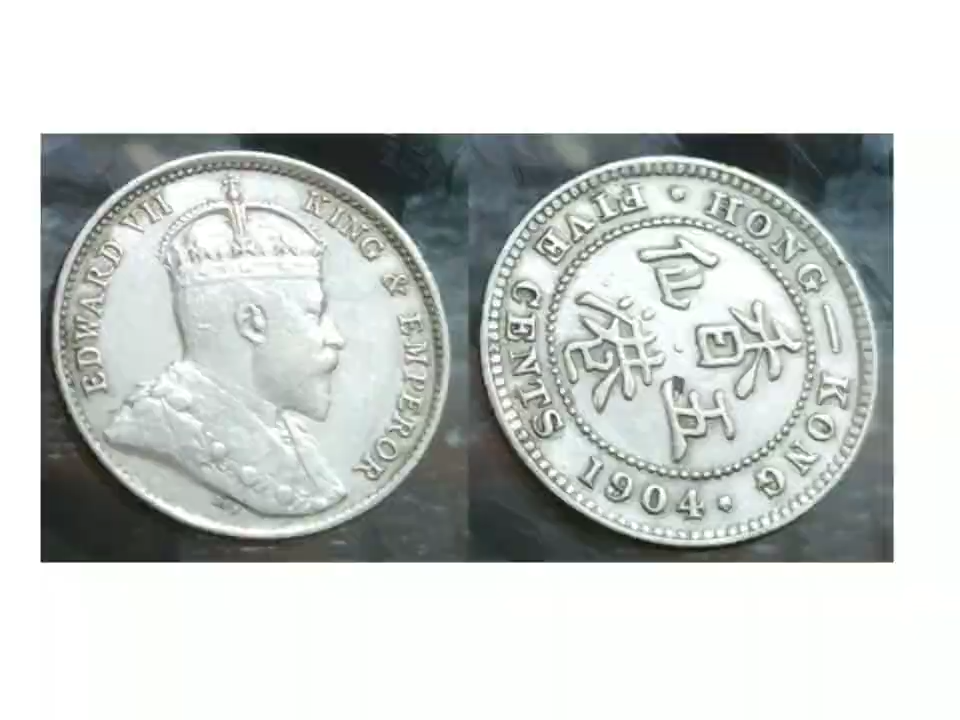 EDWARD VII KING & EMPEROR
HONG—KONG
FIVE CENTS
1904
香港
五仙